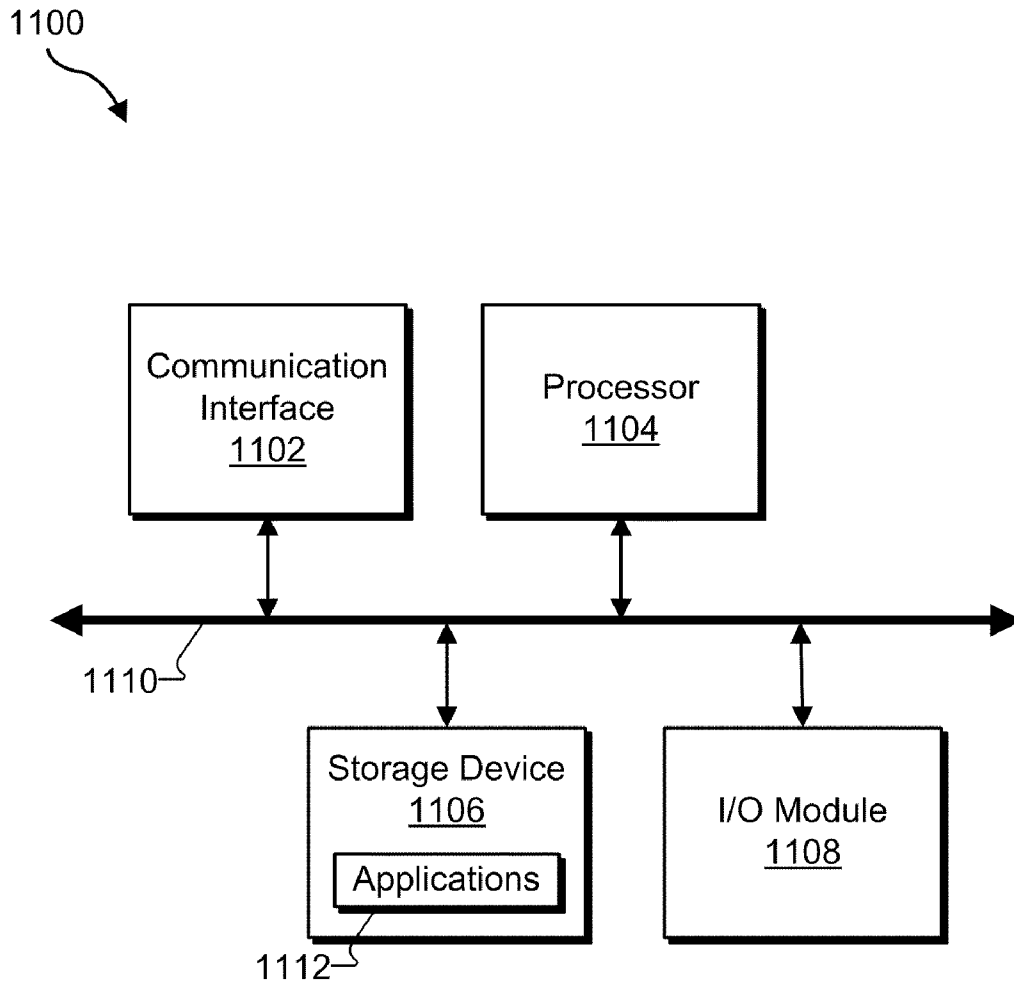 1100
Communication
Interface
1102
Processor
1104
1110
Storage Device
1106
Applications
1112
I/O Module
1108